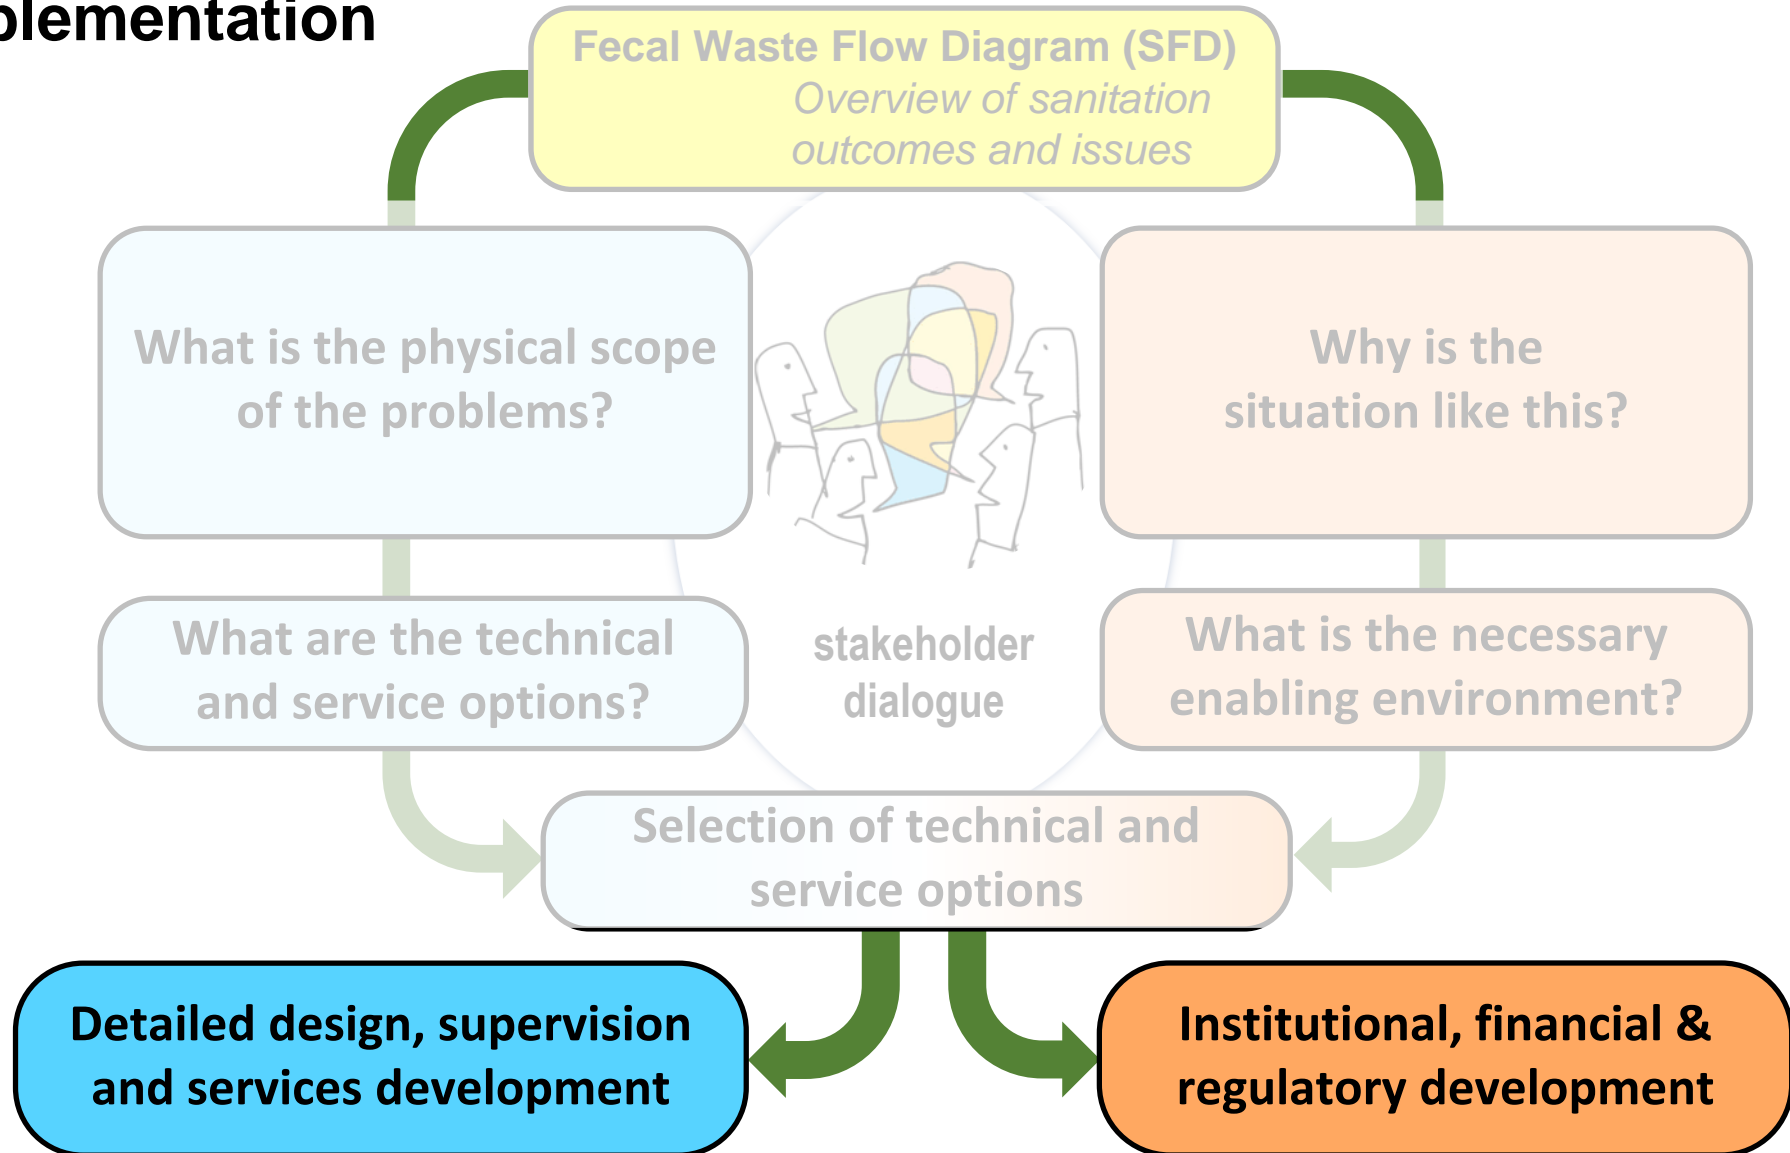 plementation
Fecal Waste Flow Diagram (SFD)
Overview of sanitation
outcomes and issues
What is the physical scope
of the problems?
Why is the
situation like this?
What are the technical
and service options?
stakeholder
dialogue
What is the necessary
enabling environment?
Selection of technical and
service options
Detailed design, supervision
and services development
Institutional, financial &
regulatory development